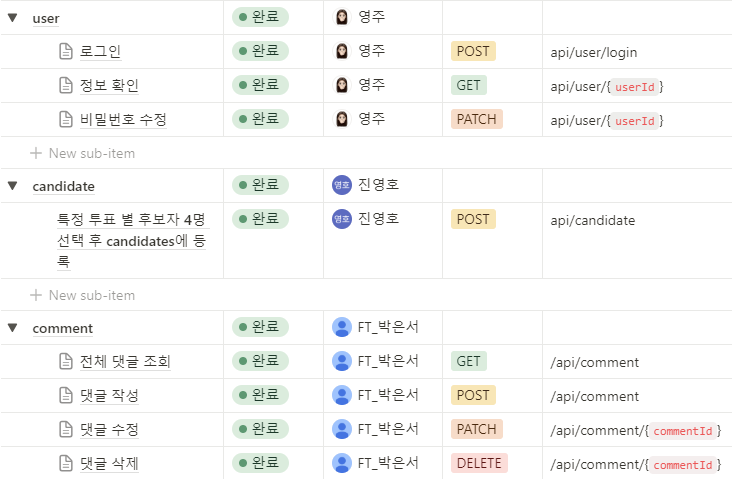 user 완료 영주
로그인 완료 영주 POST api/user/login
정보 확인 완료 영주 GET api/user/{userId}
비밀번호 수정 완료 영주 PATCH api/user/{userId}
+ New sub-item
candidate 완료 명호 진영호
특정 투표 별 후보자 4명 완료 명호 진영호 POST api/candidate
선택 후 candidates에 등
록
+ New sub-item
comment 완료 FT_박은서
전체 댓글 조회 완료 FT_박은서 GET /api/comment
댓글 작성 완료 FT_박은서 POST /api/comment
댓글 수정 완료 FT_박은서 PATCH /api/comment/{commentId}
댓글 삭제 완료 FT_박은서 DELETE /api/comment/{commentId}